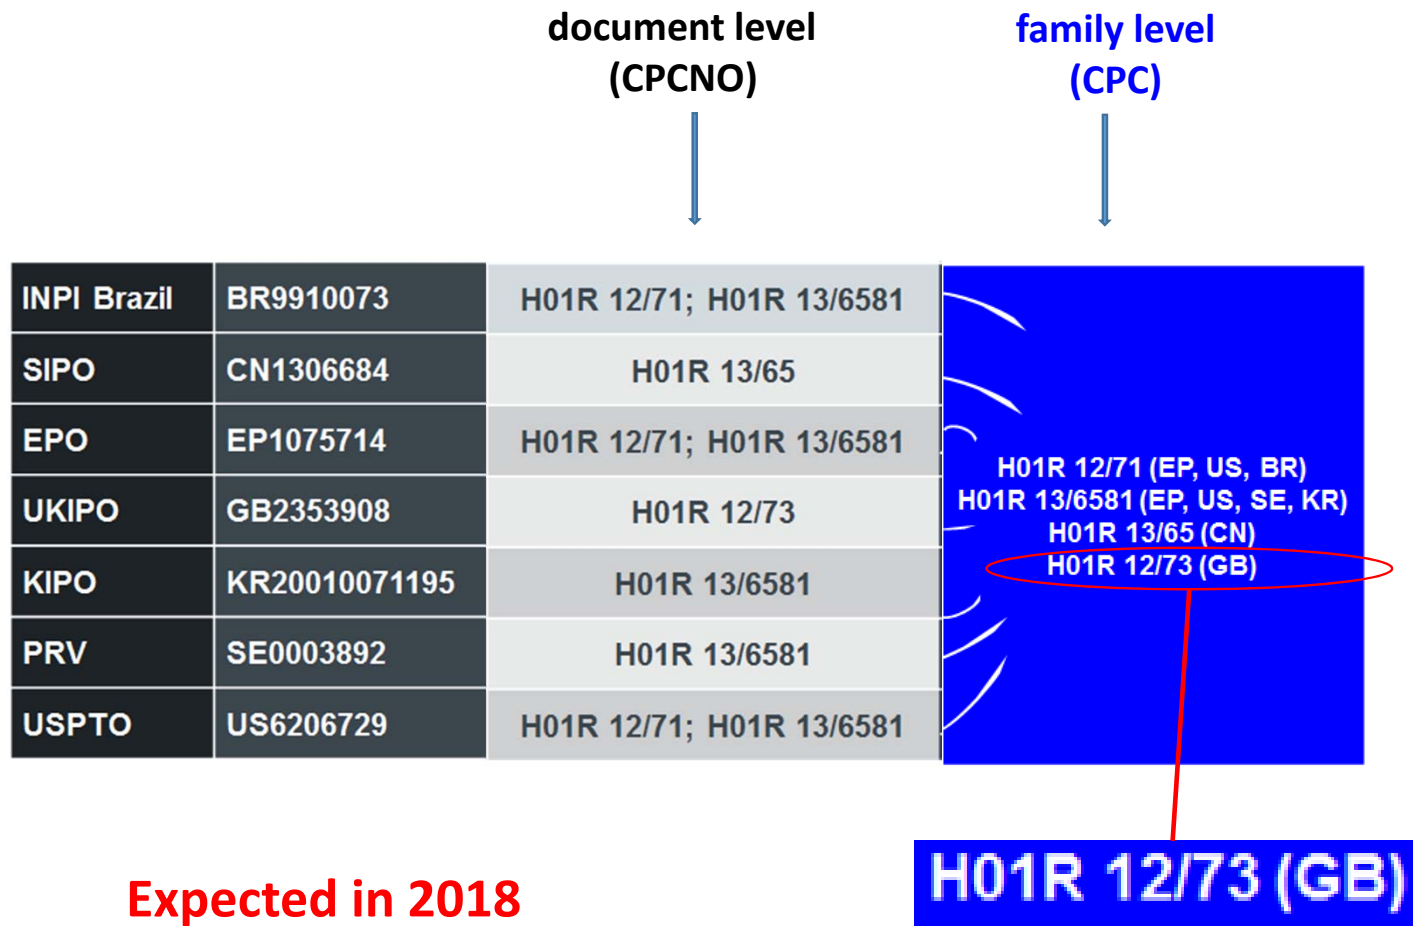 document level
(CPCNO)
family level
(CPC)
INPI Brazil BR9910073 H01R 12/71; H01R 13/6581
SIPO CN1306684 H01R 13/65
EPO EP1075714 H01R 12/71; H01R 13/6581
UKIPO GB2353908 H01R 12/73
KIPO KR20010071195 H01R 13/6581
PRV SE0003892 H01R 13/6581
USPTO US6206729 H01R 12/71; H01R 13/6581
H01R 12/71 (EP, US, BR)
H01R 13/6581 (EP, US, SE, KR)
H01R 13/65 (CN)
H01R 12/73 (GB)
Expected in 2018
H01R 12/73 (GB)